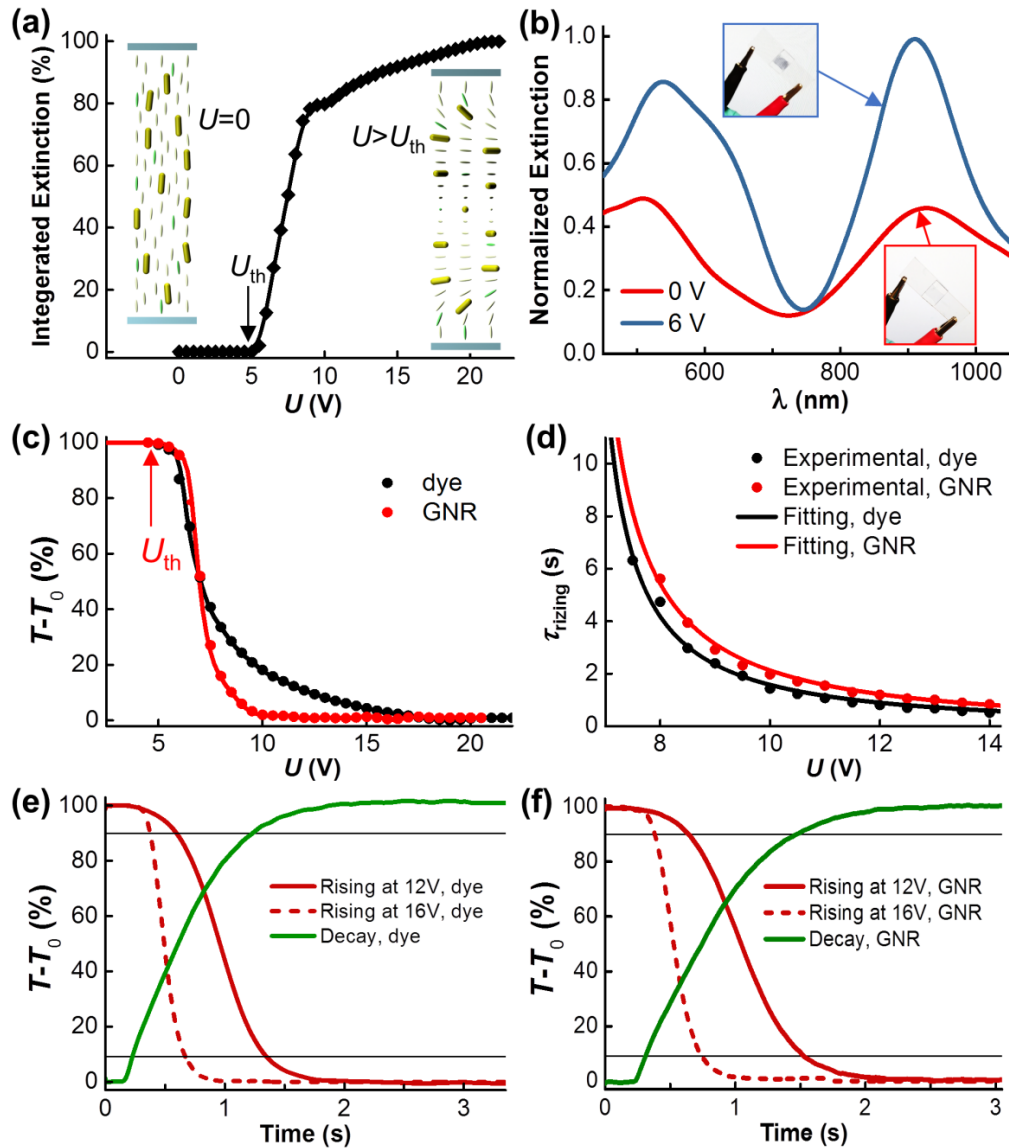 (a)
Integerated Extinction (%)
100
80
60
40
20
0
U=0
U>Uth
Uth
0 5 10 15 20
U (V)
(b)
Normalized Extinction
1.0
0.8
0.6
0.4
0.2
0.0
0 V
6 V
600 800 1000
λ (nm)
(c)
T-T0 (%)
100
80
60
40
20
0
dye
GNR
Uth
5 10 15 20
U (V)
(d)
τrizing (s)
10
8
6
4
2
0
Experimental, dye
Experimental, GNR
Fitting, dye
Fitting, GNR
8 10 12 14
U (V)
(e)
T-T0 (%)
100
80
60
40
20
0
Rising at 12V, dye
Rising at 16V, dye
Decay, dye
0 1 2 3
Time (s)
(f)
T-T0 (%)
100
80
60
40
20
0
Rising at 12V, GNR
Rising at 16V, GNR
Decay, GNR
0 1 2 3
Time (s)